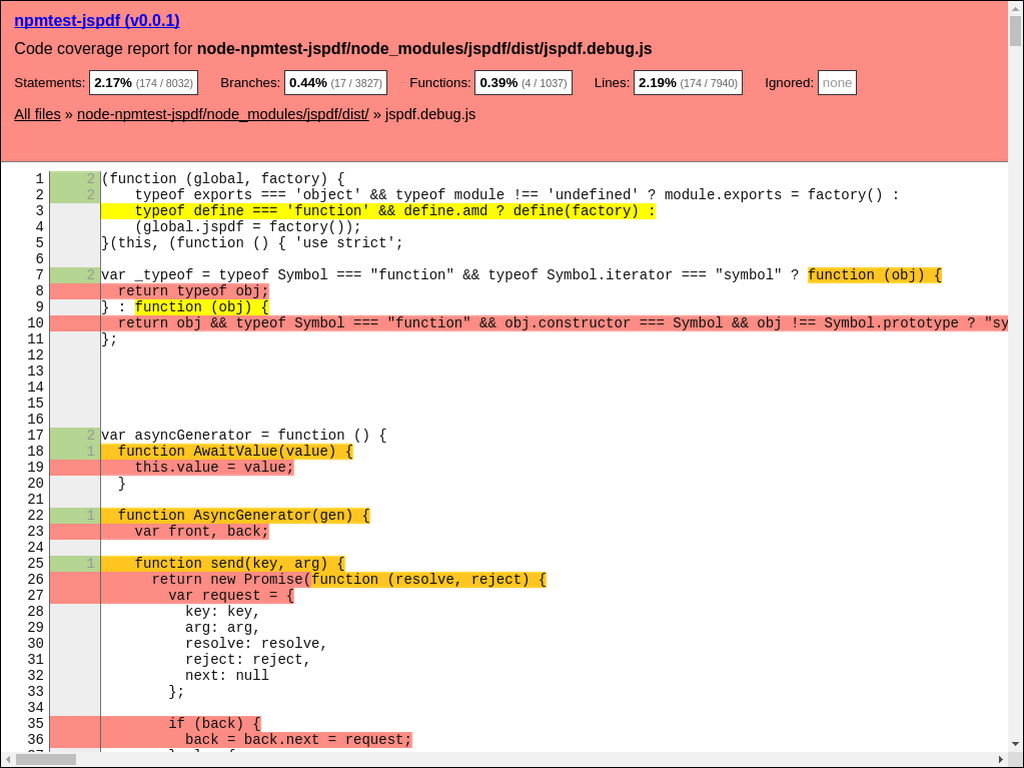 npmtest-jspdf (v0.0.1)
Code coverage report for node-npmtest-jspdf/node_modules/jspdf/dist/jspdf.debug.js
Statements: 2.17% (174 / 8032) Branches: 0.44% (17 / 3827) Functions: 0.39% (4 / 1037) Lines: 2.19% (174 / 7940) Ignored: none
All files » node-npmtest-jspdf/node_modules/jspdf/dist/ » jspdf.debug.js
1 2 (function (global, factory) {
2 2 typeof exports === 'object' && typeof module !== 'undefined' ? module.exports = factory() :
3 typeof define === 'function' && define.amd ? define(factory) :
4 (global.jspdf = factory());
5 }(this, (function () { 'use strict';
6
7 2 var _typeof = typeof Symbol === "function" && typeof Symbol.iterator === "symbol" ? function (obj) {
8 return typeof obj;
9 } : function (obj) {
10 return obj && typeof Symbol === "function" && obj.constructor === Symbol && obj !== Symbol.prototype ? "sy
11 };
12
13
14
15
16
17 2 var asyncGenerator = function () {
18 1 function AwaitValue(value) {
19 this.value = value;
20 }
21
22 1 function AsyncGenerator(gen) {
23 var front, back;
24
25 1 function send(key, arg) {
26 return new Promise(function (resolve, reject) {
27 var request = {
28 key: key,
29 arg: arg,
30 resolve: resolve,
31 reject: reject,
32 next: null
33 };
34
35 if (back) {
36 back = back.next = request;